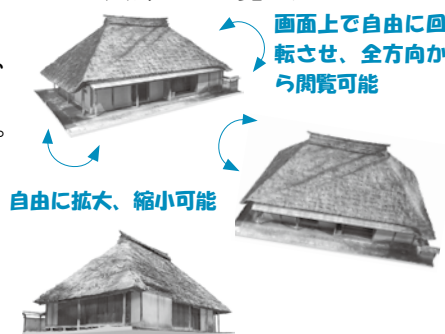 画面上で自由に回
転させ、全方向か
ら閲覧可能
、
。
自由に拡大、縮小可能